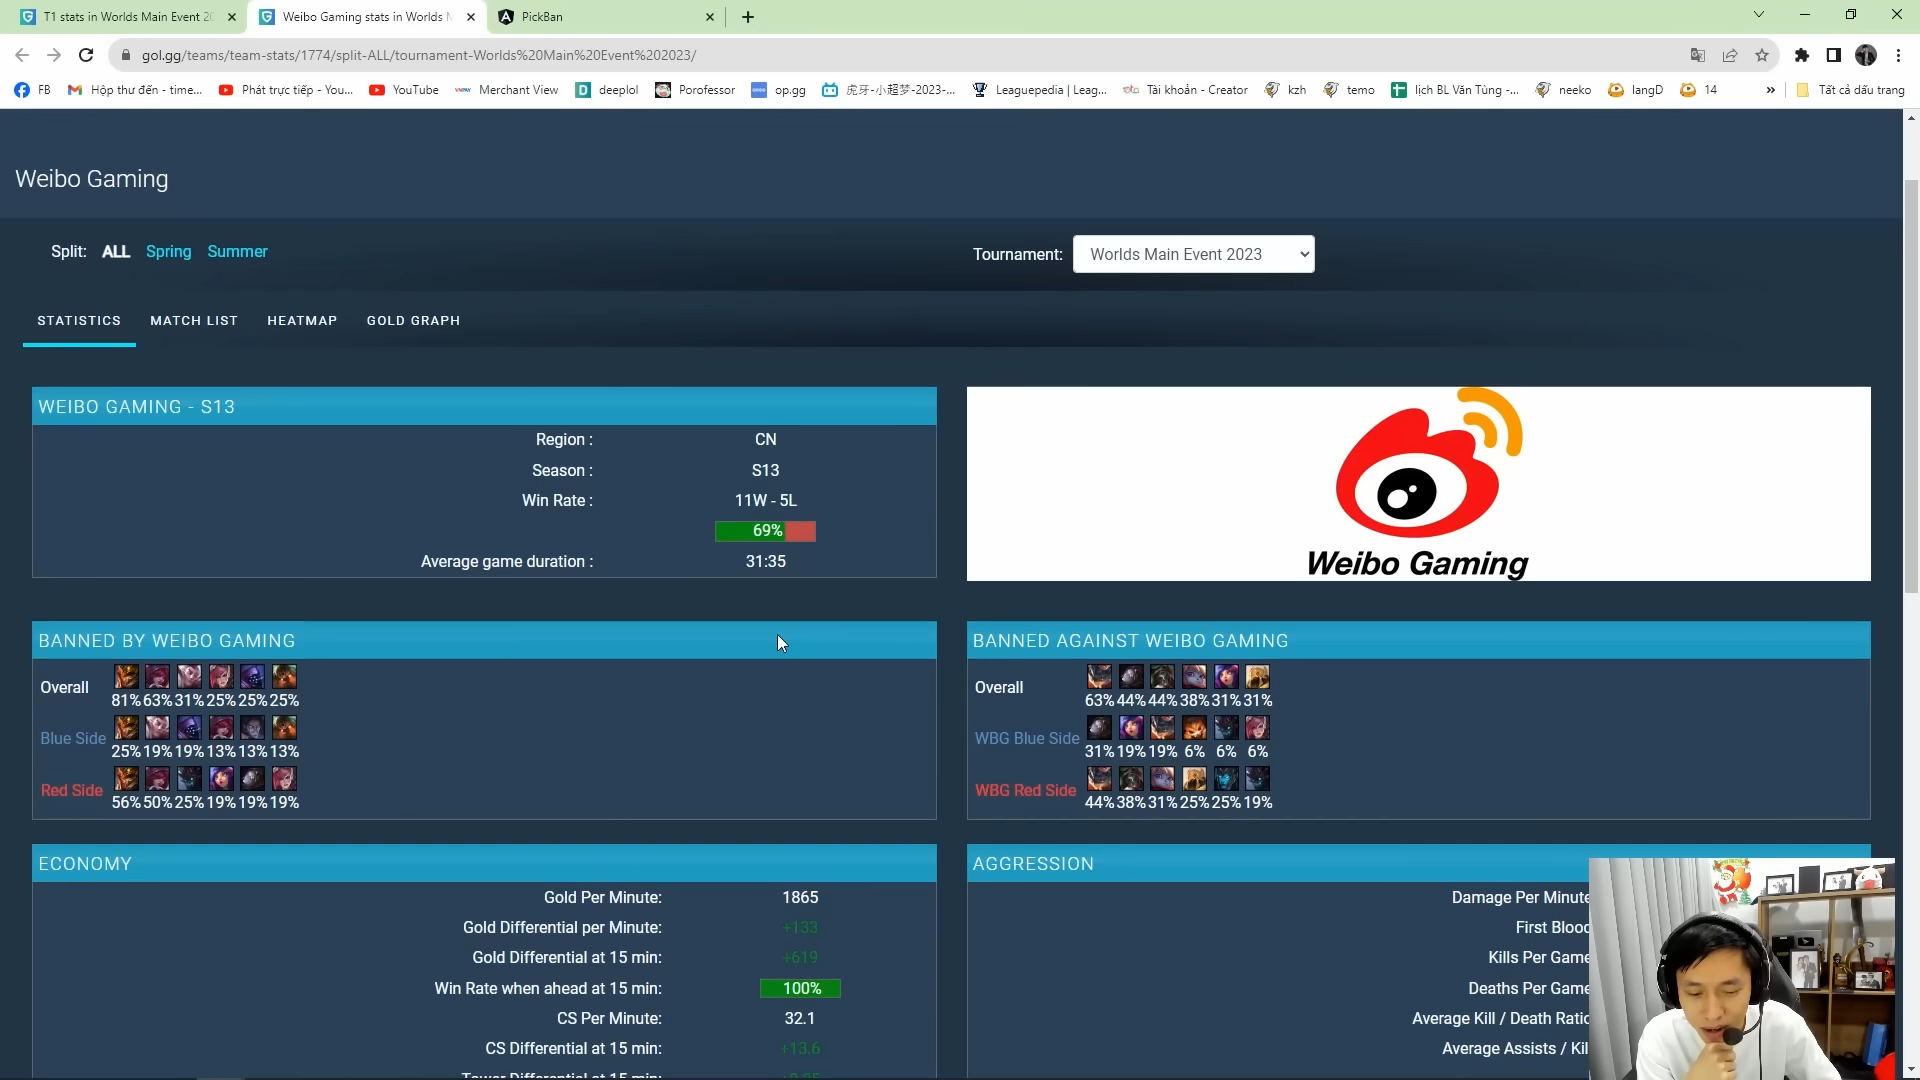 T1 stats in Worlds Main Event 20
Weibo Gaming stats in Worlds M
PickBan
gol.gg/teams/team-stats/1774/split-ALL/tournament-Worlds%20Main%20Event%202023/
FB
Hộp thư đến - time...
Phát trực tiếp - You...
YouTube
Merchant View
deeplol
Porofessor
op.gg
虎牙-小超梦-2023-...
Leaguepedia | Leag...
Tài khoản - Creator
kzh
temo
lịch BL Văn Tùng -...
neeko
langD
14
Tất cả dấu trang
Weibo Gaming
Split: ALL Spring Summer
Tournament: Worlds Main Event 2023
STATISTICS MATCH LIST HEATMAP GOLD GRAPH
WEIBO GAMING - S13
Region : CN
Season : S13
Win Rate : 11W - 5L
69%
Average game duration : 31:35
Weibo Gaming
BANNED BY WEIBO GAMING
Overall
81% 63% 31% 25% 25% 25%
Blue Side
25% 19% 19% 13% 13% 13%
Red Side
56% 50% 25% 19% 19% 19%
BANNED AGAINST WEIBO GAMING
Overall
63% 44% 44% 38% 31% 31%
WBG Blue Side
31% 19% 19% 6% 6% 6%
WBG Red Side
44% 38% 31% 25% 25% 19%
ECONOMY
Gold Per Minute: 1865
Gold Differential per Minute: +133
Gold Differential at 15 min: +619
Win Rate when ahead at 15 min: 100%
CS Per Minute: 32.1
CS Differential at 15 min: +13.6
AGGRESSION
Damage Per Minute
First Blood
Kills Per Game
Deaths Per Game
Average Kill / Death Ratio
Average Assists / Kil